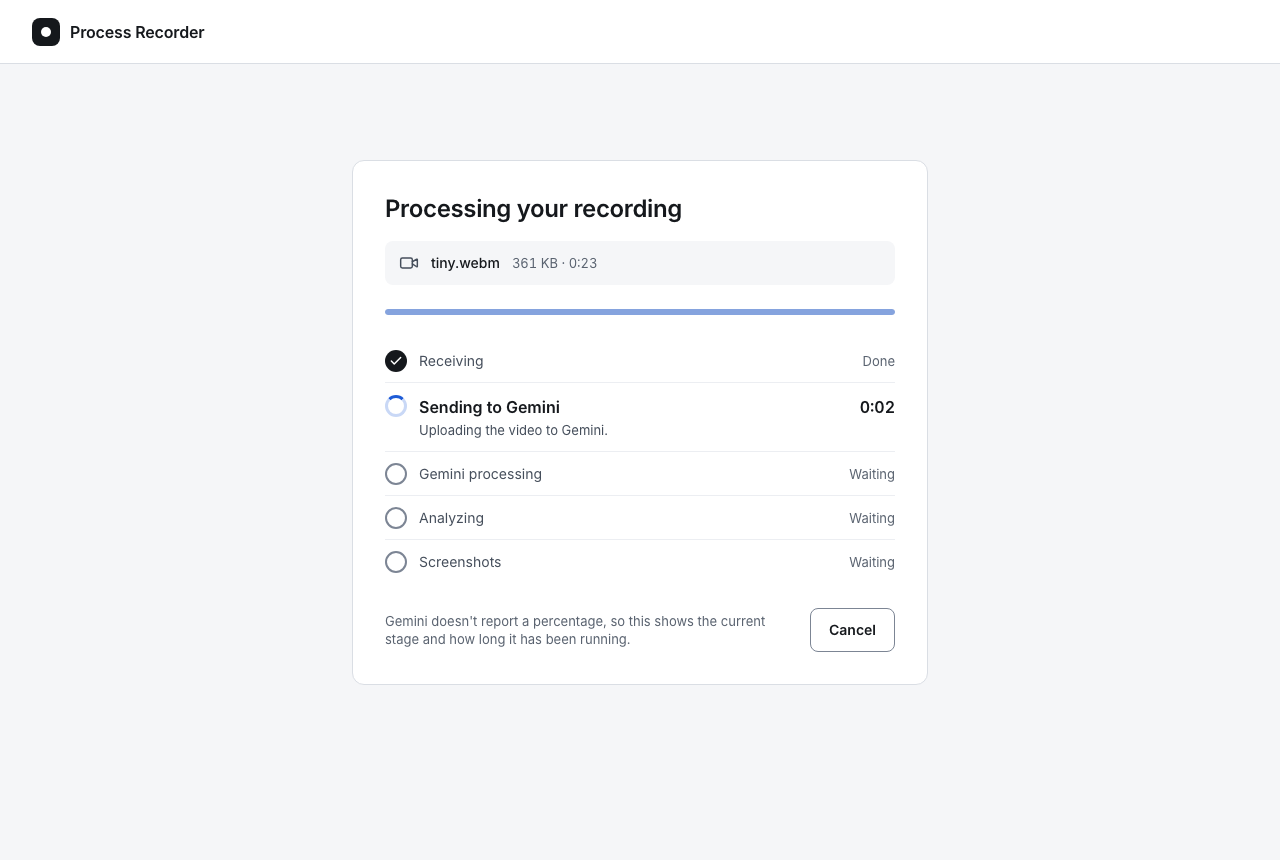 Process Recorder
Processing your recording
tiny.webm 361 KB · 0:23
Receiving Done
Sending to Gemini 0:02
Uploading the video to Gemini.
Gemini processing Waiting
Analyzing Waiting
Screenshots Waiting
Gemini doesn't report a percentage, so this shows the current
stage and how long it has been running.
Cancel